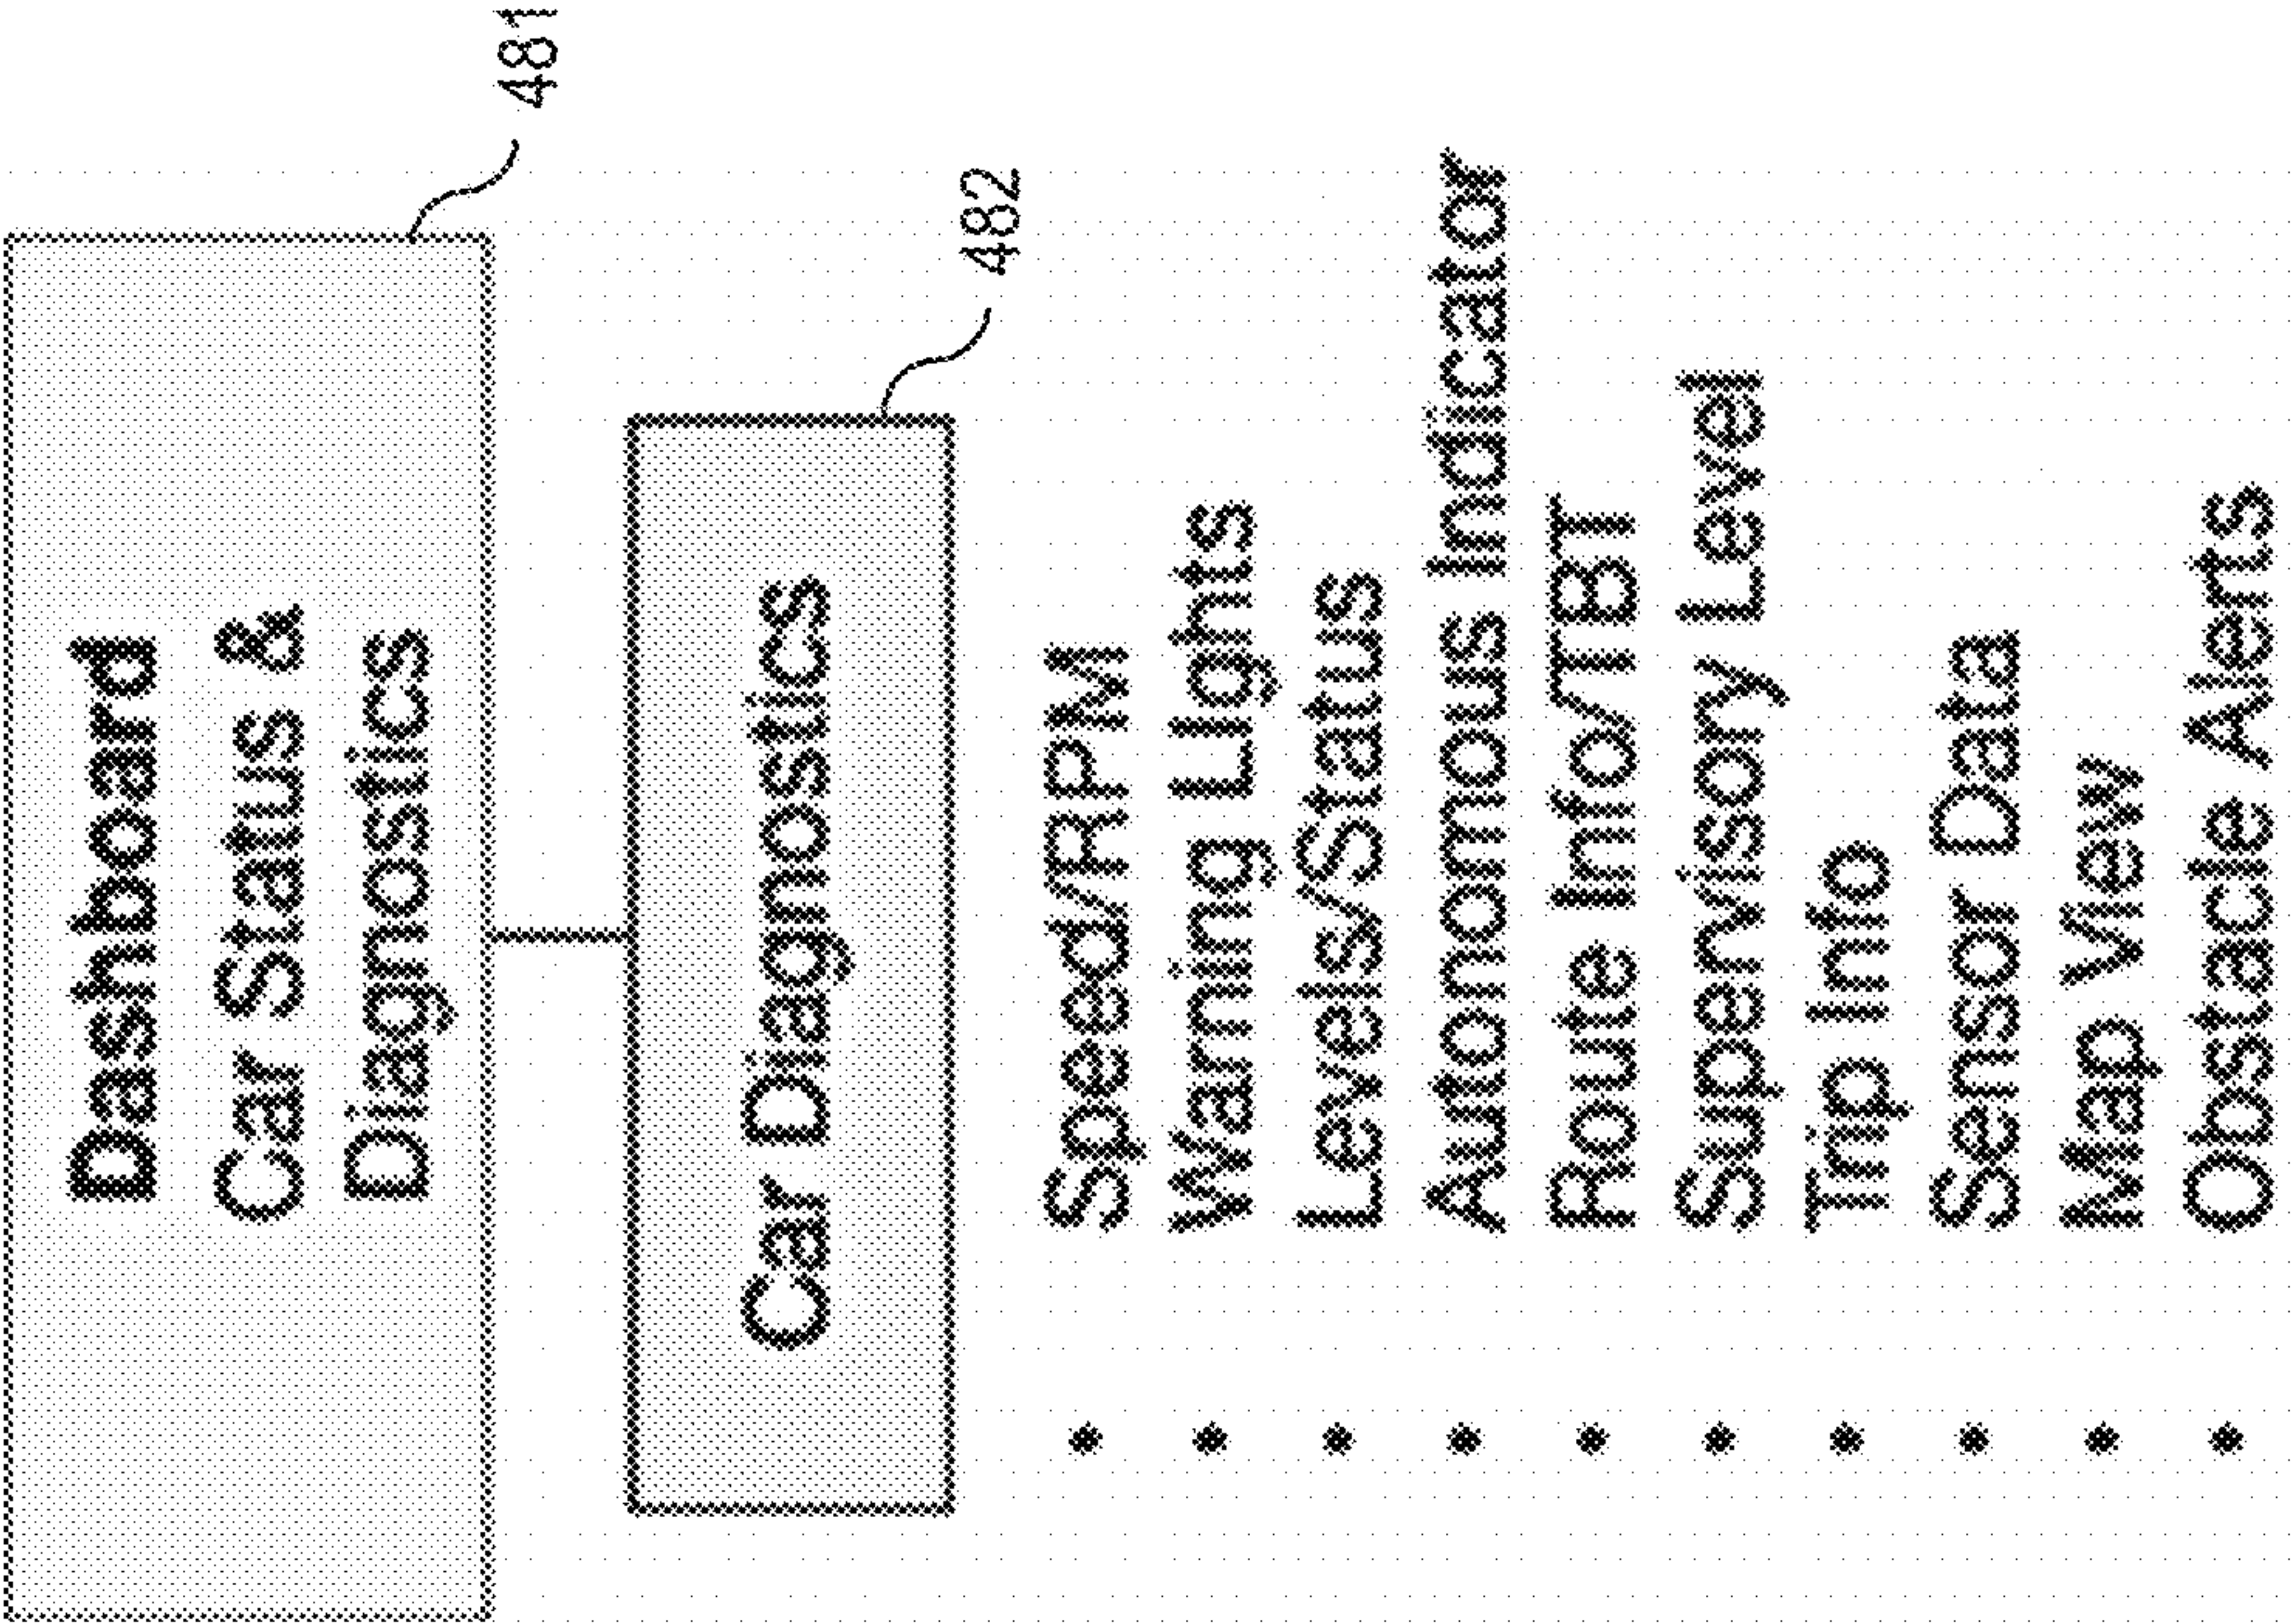 Dashboard
Car Status &
Diagnostics
481
Car Diagnostics
482
• Speed/RPM
• Warning Lights
• Levels/Status
• Autonomous Indicator
• Route Info/TBT
• Supervisory Level
• Trip Info
• Sensor Data
• Map View
• Obstacle Alerts